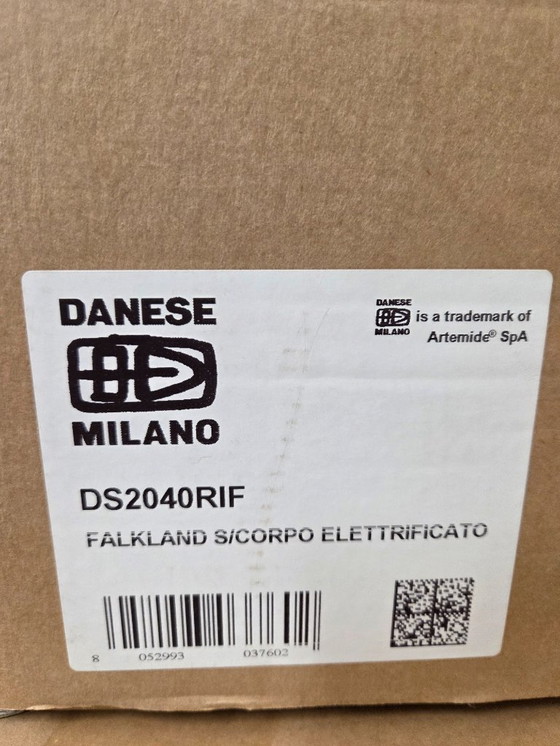 DANESE
MILANO
DANESE
MILANO
is a trademark of
Artemide® SpA
DS2040RIF
FALKLAND S/CORPO ELETTRIFICATO
8 052993 037602